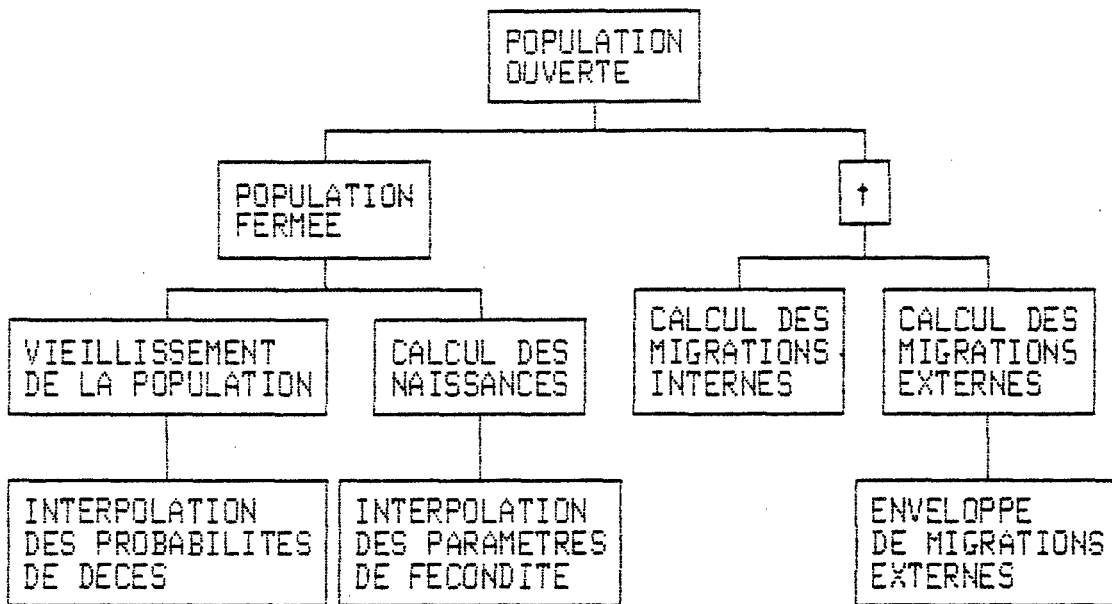 POPULATION
OUVERTE
POPULATION
FERMEE
†
VIEILLISSEMENT
DE LA POPULATION
CALCUL DES
NAISSANCES
CALCUL DES
MIGRATIONS
INTERNES
CALCUL DES
MIGRATIONS
EXTERNES
INTERPOLATION
DES PROBABILITES
DE DECES
INTERPOLATION
DES PARAMETRES
DE FECONDITE
ENVELOPPE
DE MIGRATIONS
EXTERNES